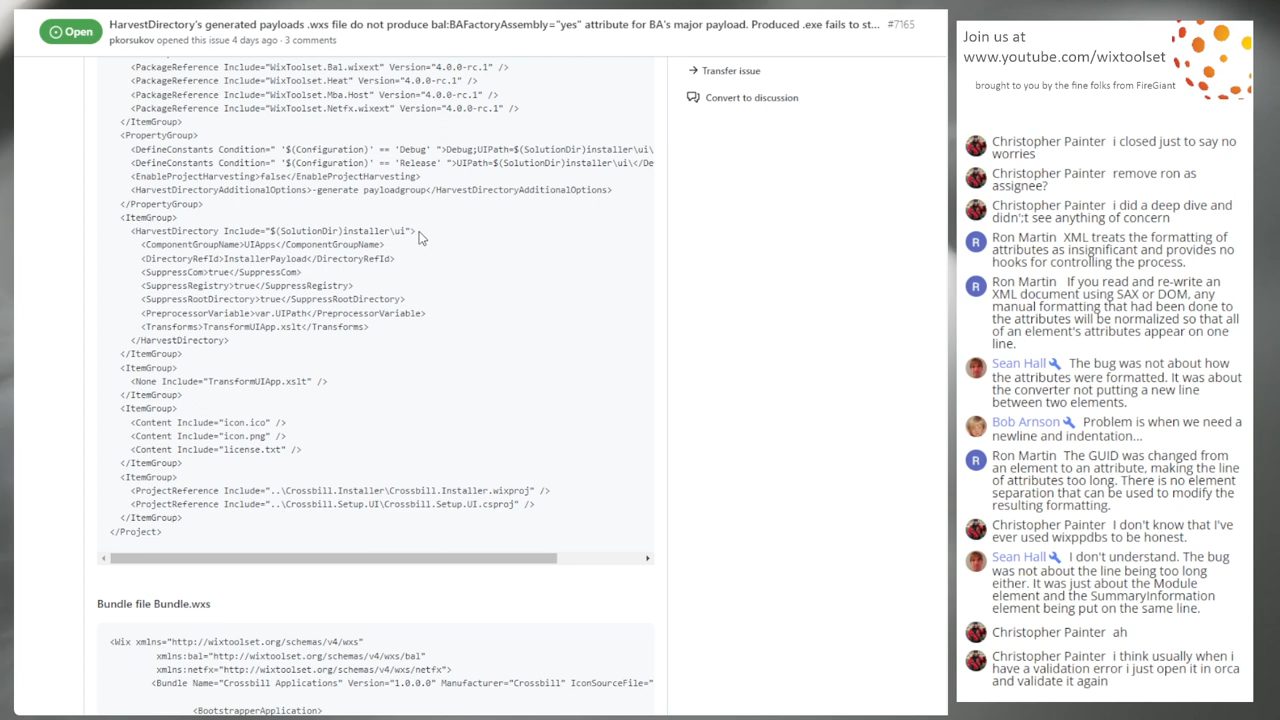 Open
HarvestDirectory's generated payloads .wxs file do not produce bal:BAFactoryAssembly="yes" attribute for BA's major payload. Produced .exe fails to st... #7165
pkorsukov opened this issue 4 days ago · 3 comments
<PackageReference Include="WixToolset.Bal.wixext" Version="4.0.0-rc.1" />
<PackageReference Include="WixToolset.Heat" Version="4.0.0-rc.1" />
<PackageReference Include="WixToolset.Mba.Host" Version="4.0.0-rc.1" />
<PackageReference Include="WixToolset.Netfx.wixext" Version="4.0.0-rc.1" />
</ItemGroup>
<PropertyGroup>
<DefineConstants Condition=" '$(Configuration)' == 'Debug' ">Debug;UIPath=$(SolutionDir)installer\ui\
<DefineConstants Condition=" '$(Configuration)' == 'Release' ">UIPath=$(SolutionDir)installer\ui\</De
<EnableProjectHarvesting>false</EnableProjectHarvesting>
<HarvestDirectoryAdditionalOptions>-generate payloadgroup</HarvestDirectoryAdditionalOptions>
</PropertyGroup>
<ItemGroup>
<HarvestDirectory Include="$(SolutionDir)installer\ui">
<ComponentGroupName>UIApps</ComponentGroupName>
<DirectoryRefId>InstallerPayload</DirectoryRefId>
<SuppressCom>true</SuppressCom>
<SuppressRegistry>true</SuppressRegistry>
<SuppressRootDirectory>true</SuppressRootDirectory>
<PreprocessorVariable>var.UIPath</PreprocessorVariable>
<Transforms>TransformUIApp.xslt</Transforms>
</HarvestDirectory>
</ItemGroup>
<ItemGroup>
<None Include="TransformUIApp.xslt" />
</ItemGroup>
<ItemGroup>
<Content Include="icon.ico" />
<Content Include="icon.png" />
<Content Include="license.txt" />
</ItemGroup>
<ItemGroup>
<ProjectReference Include="..\Crossbill.Installer\Crossbill.Installer.wixproj" />
<ProjectReference Include="..\Crossbill.Setup.UI\Crossbill.Setup.UI.csproj" />
</ItemGroup>
</Project>
Bundle file Bundle.wxs
<Wix xmlns="http://wixtoolset.org/schemas/v4/wxs"
xmlns:bal="http://wixtoolset.org/schemas/v4/wxs/bal"
xmlns:netfx="http://wixtoolset.org/schemas/v4/wxs/netfx">
<Bundle Name="Crossbill Applications" Version="1.0.0.0" Manufacturer="Crossbill" IconSourceFile="
<BootstrapperApplication>
Transfer issue
Convert to discussion
Join us at
www.youtube.com/wixtoolset
brought to you by the fine folks from FireGiant
Christopher Painter i closed just to say no
worries
Christopher Painter remove ron as
assignee?
Christopher Painter i did a deep dive and
didn';t see anything of concern
R Ron Martin XML treats the formatting of
attributes as insignificant and provides no
hooks for controlling the process.
R Ron Martin If you read and re-write an
XML document using SAX or DOM, any
manual formatting that had been done to
the attributes will be normalized so that all
of an element's attributes appear on one
line.
Sean Hall The bug was not about how
the attributes were formatted. It was about
the converter not putting a new line
between two elements.
Bob Arnson Problem is when we need a
newline and indentation...
R Ron Martin The GUID was changed from
an element to an attribute, making the line
of attributes too long. There is no element
separation that can be used to modify the
resulting formatting.
Christopher Painter I don't know that I've
ever used wixppdbs to be honest.
Sean Hall I don't understand. The bug
was not about the line being too long
either. It was just about the Module
element and the SummaryInformation
element being put on the same line.
Christopher Painter ah
Christopher Painter i think usually when i
have a validation error i just open it in orca
and validate it again